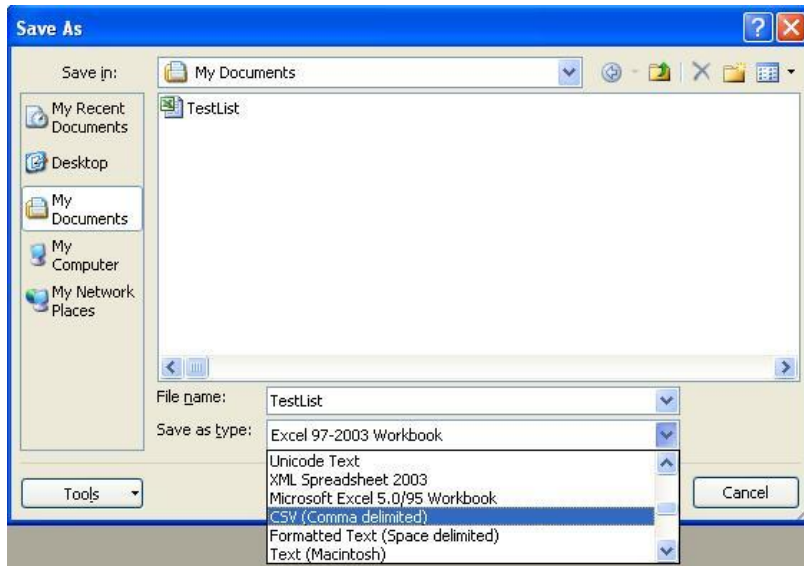 Save As
?
X
Save in:
My Documents
My Recent
Documents
TestList
Desktop
My
Documents
My
Computer
My Network
Places
File name:
TestList
Save as type:
Excel 97-2003 Workbook
Unicode Text
XML Spreadsheet 2003
Microsoft Excel 5.0/95 Workbook
CSV (Comma delimited)
Formatted Text (Space delimited)
Text (Macintosh)
Tools
Cancel